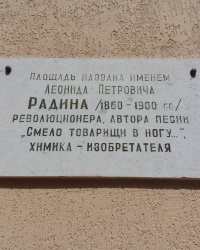 Площадь названа именем
Леонида Петровича
Радина /1860 - 1900 гг/
революционера, автора песни
„Смело товарищи в ногу...",
химика - изобретателя